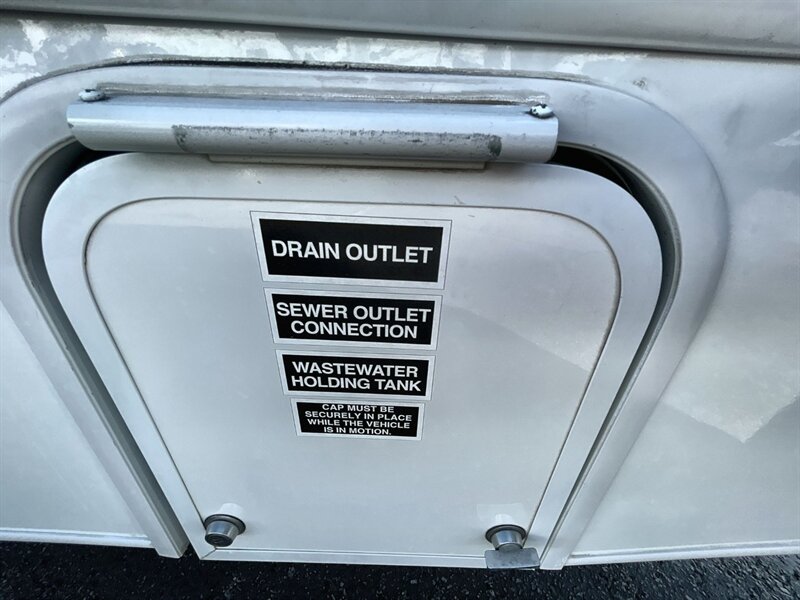 DRAIN OUTLET
SEWER OUTLET
CONNECTION
WASTEWATER
HOLDING TANK
CAP MUST BE
SECURELY IN PLACE
WHILE THE VEHICLE
IS IN MOTION.